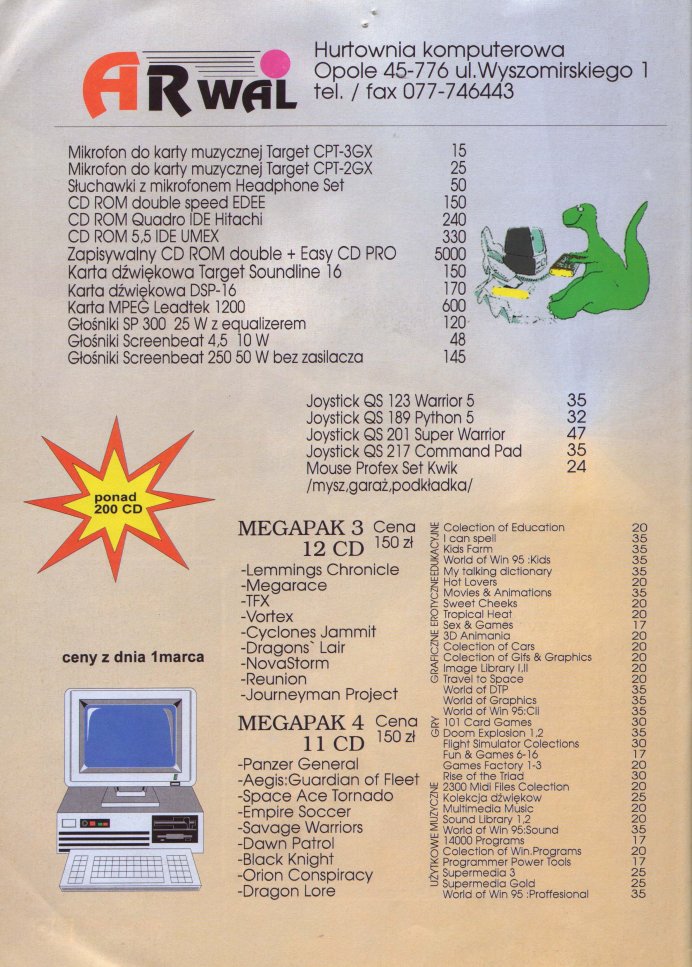 ARWAL
Hurtownia komputerowa
Opole 45-776 ul.Wyszomirskiego 1
tel. / fax 077-746443
Mikrofon do karty muzycznej Target CPT-3GX 15
Mikrofon do karty muzycznej Target CPT-2GX 25
Słuchawki z mikrofonem Headphone Set 50
CD ROM double speed EDEE 150
CD ROM Quadro IDE Hitachi 240
CD ROM 5,5 IDE UMEX 330
Zapisywalny CD ROM double + Easy CD PRO 5000
Karta dźwiękowa Target Soundline 16 150
Karta dźwiękowa DSP-16 170
Karta MPEG Leadtek 1200 600
Głośniki SP 300 25 W z equalizerem 120
Głośniki Screenbeat 4,5 10 W 48
Głośniki Screenbeat 250 50 W bez zasilacza 145
Joystick QS 123 Warrior 5 35
Joystick QS 189 Python 5 32
Joystick QS 201 Super Warrior 47
Joystick QS 217 Command Pad 35
Mouse Profex Set Kwik 24
/mysz,garaż,podkładka/
ponad
200 CD
ceny z dnia 1marca
MEGAPAK 3 Cena
12 CD 150 zł
-Lemmings Chronicle
-Megarace
-TFX
-Vortex
-Cyclones Jammit
-Dragons` Lair
-NovaStorm
-Reunion
-Journeyman Project
MEGAPAK 4 Cena
11 CD 150 zł
-Panzer General
-Aegis:Guardian of Fleet
-Space Ace Tornado
-Empire Soccer
-Savage Warriors
-Dawn Patrol
-Black Knight
-Orion Conspiracy
-Dragon Lore
EDUKACYJNE
Colection of Education 20
I can spell 35
Kids Farm 35
World of Win 95 :Kids 35
My talking dictionary 35
EROTYCZNE
Hot Lovers 20
Movies & Animations 35
Sweet Cheeks 20
Tropical Heat 20
Sex & Games 17
GRAFICZNE
3D Animania 20
Colection of Cars 20
Colection of Gifs & Graphics 20
Image Library I,II 20
Travel to Space 20
World of DTP 35
World of Graphics 35
World of Win 95:Cli 35
GRY
101 Card Games 30
Doom Explosion 1,2 35
Flight Simulator Colections 30
Fun & Games 6-16 17
Games Factory 1-3 20
Rise of the Triad 30
MUZYCZNE
2300 Midi Files Colection 20
Kolekcja dźwiękow 25
Multimedia Music 20
Sound Library 1,2 20
World of Win 95:Sound 35
UŻYTKOWE
14000 Programs 17
Colection of Win.Programs 20
Programmer Power Tools 17
Supermedia 3 25
Supermedia Gold 25
World of Win 95 :Proffesional 35